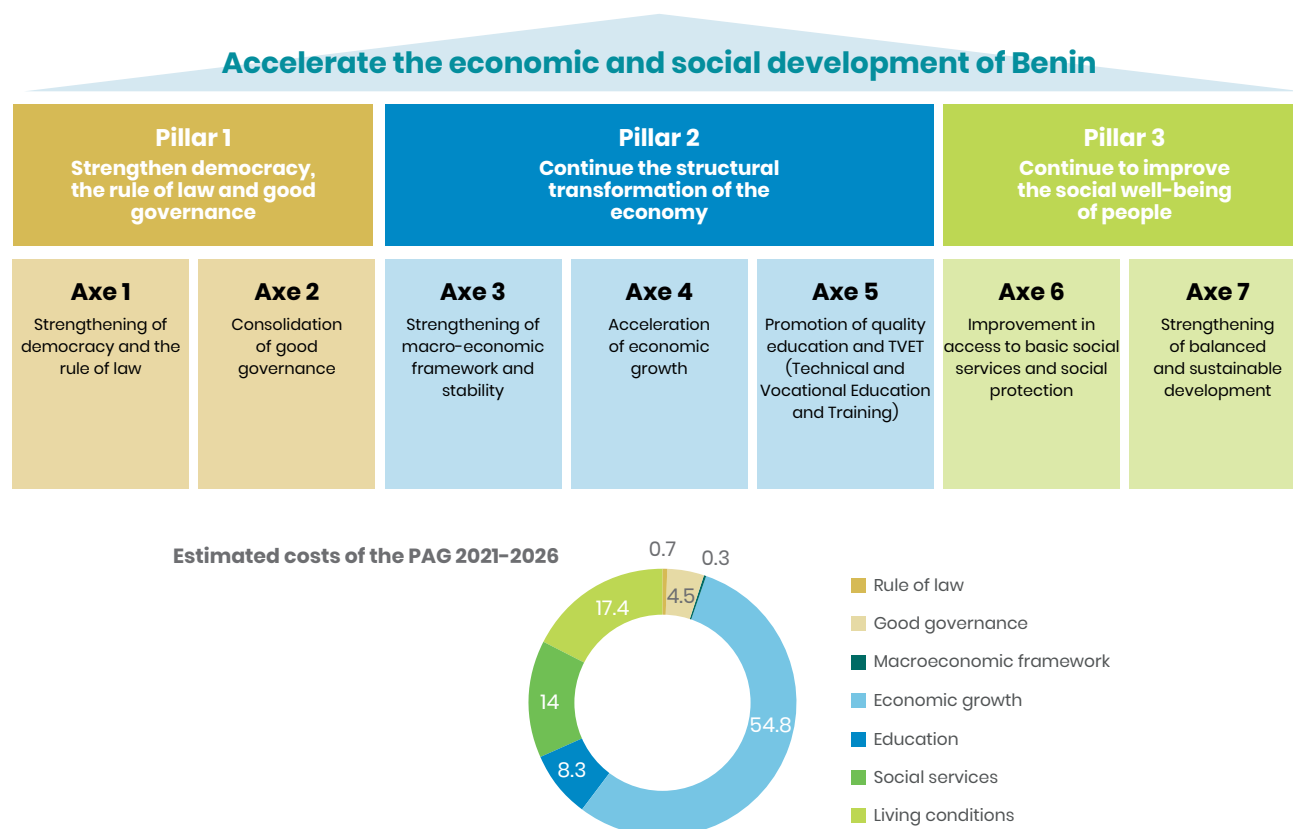 Accelerate the economic and social development of Benin
Pillar 1
Strengthen democracy,
the rule of law and good
governance
Pillar 2
Continue the structural
transformation of the
economy
Pillar 3
Continue to improve
the social well-being
of people
Axe 1
Strengthening of
democracy and the
rule of law
Axe 2
Consolidation
of good
governance
Axe 3
Strengthening of
macro-economic
framework and
stability
Axe 4
Acceleration
of economic
growth
Axe 5
Promotion of quality
education and TVET
(Technical and
Vocational Education
and Training)
Axe 6
Improvement in
access to basic social
services and social
protection
Axe 7
Strengthening
of balanced
and sustainable
development
Estimated costs of the PAG 2021-2026
0.7
0.3
4.5
17.4
14
54.8
8.3
Rule of law
Good governance
Macroeconomic framework
Economic growth
Education
Social services
Living conditions